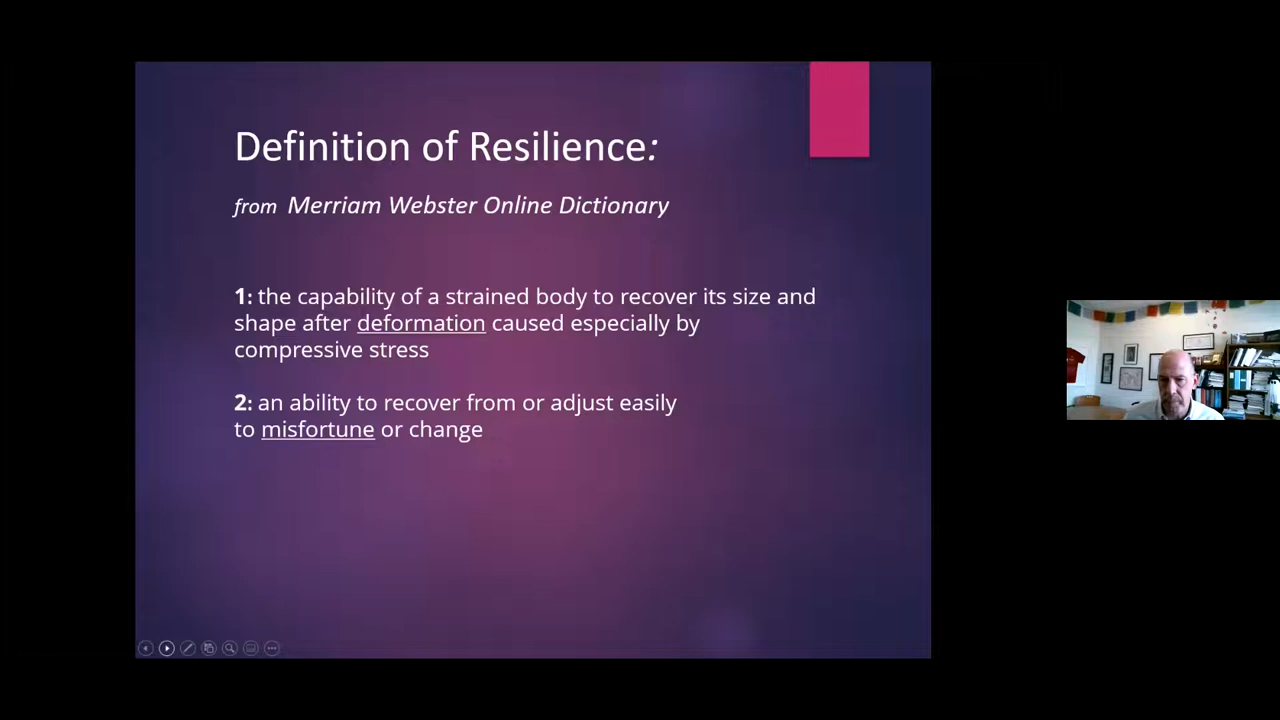 Definition of Resilience:
from Merriam Webster Online Dictionary
1: the capability of a strained body to recover its size and
shape after deformation caused especially by
compressive stress
2: an ability to recover from or adjust easily
to misfortune or change